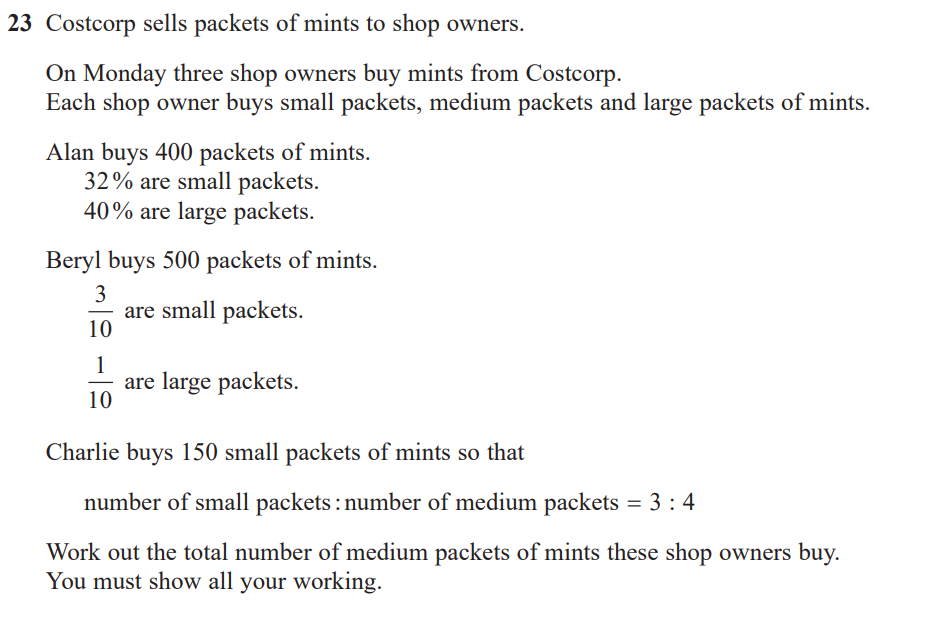 23 Costcorp sells packets of mints to shop owners.
On Monday three shop owners buy mints from Costcorp.
Each shop owner buys small packets, medium packets and large packets of mints.
Alan buys 400 packets of mints.
32% are small packets.
40% are large packets.
Beryl buys 500 packets of mints.
3/10 are small packets.
1/10 are large packets.
Charlie buys 150 small packets of mints so that
number of small packets : number of medium packets = 3 : 4
Work out the total number of medium packets of mints these shop owners buy.
You must show all your working.